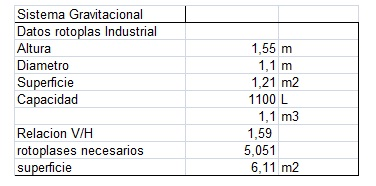 Sistema Gravitacional
Datos rotoplas Industrial
Altura 1,55 m
Diametro 1,1 m
Superficie 1,21 m2
Capacidad 1100 L
1,1 m3
Relacion V/H 1,59
rotoplases necesarios 5,051
superficie 6,11 m2